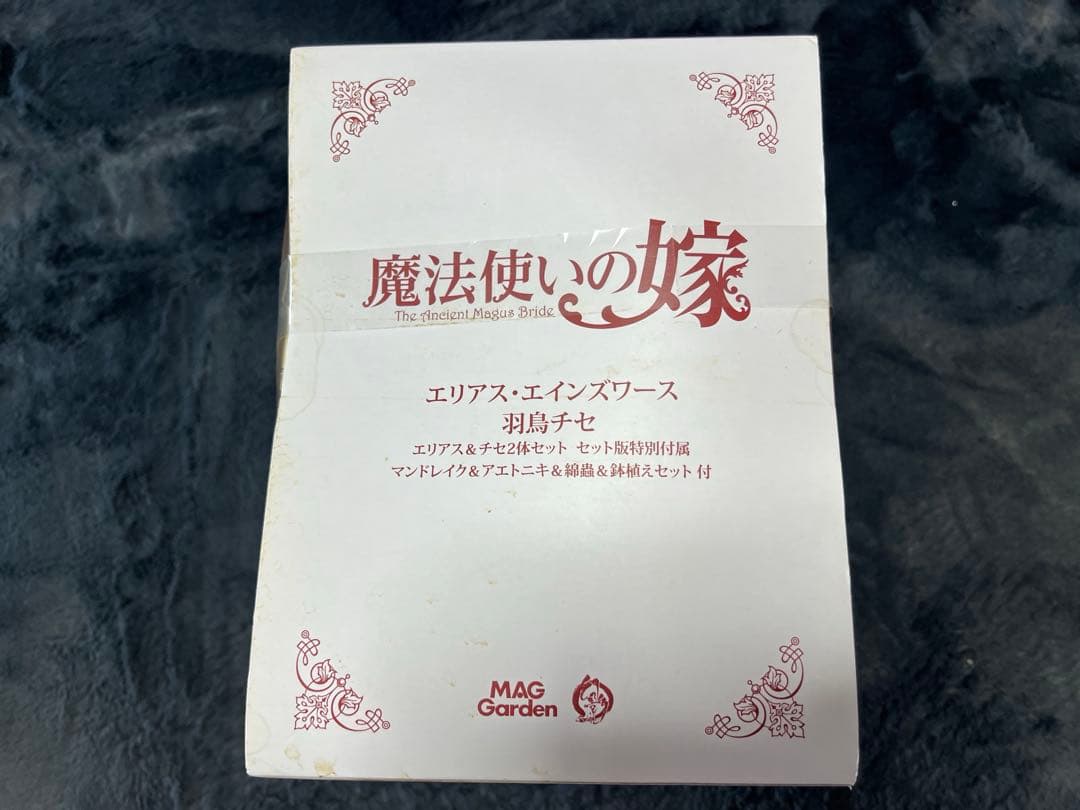 魔法使いの嫁
The Ancient Magus Bride
エリアス・エインズワース
羽鳥チセ
エリアス&チセ2体セット セット版特別付属
マンドレイク&アエトニキ&綿蟲&鉢植えセット 付
MAG
Garden